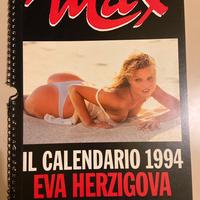 Max
IL CALENDARIO 1994
EVA HERZIGOVA